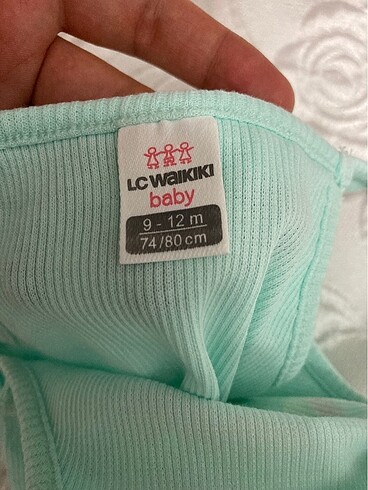 LC WAIKIKI
baby
9 - 12 m
74/80 cm